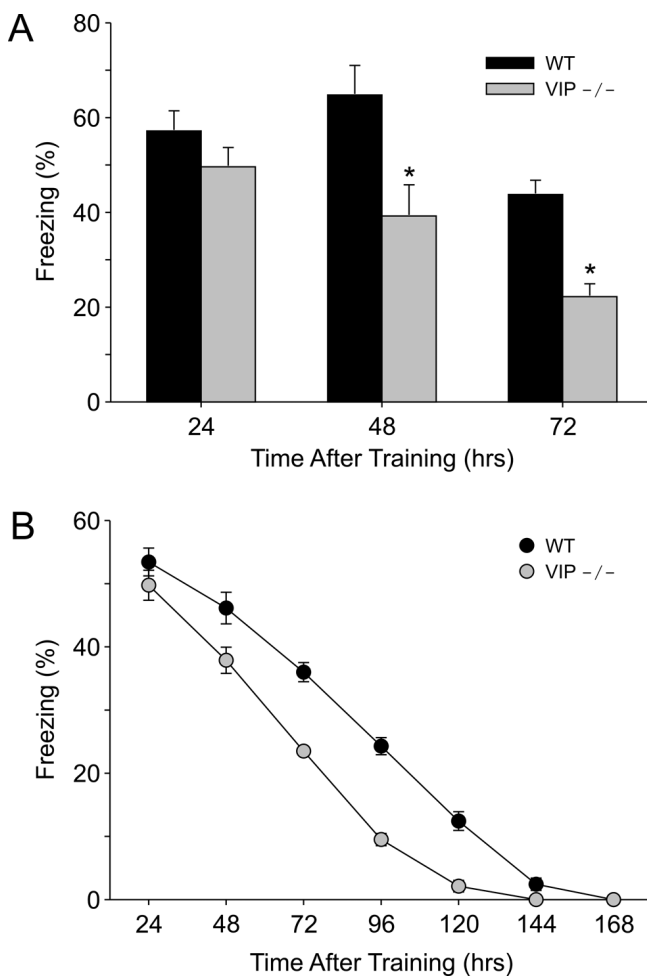 A
80
60
40
20
0
Freezing (%)
WT
VIP −/−
*
*
24 48 72
Time After Training (hrs)
B
60
40
20
0
Freezing (%)
WT
VIP −/−
24 48 72 96 120 144 168
Time After Training (hrs)